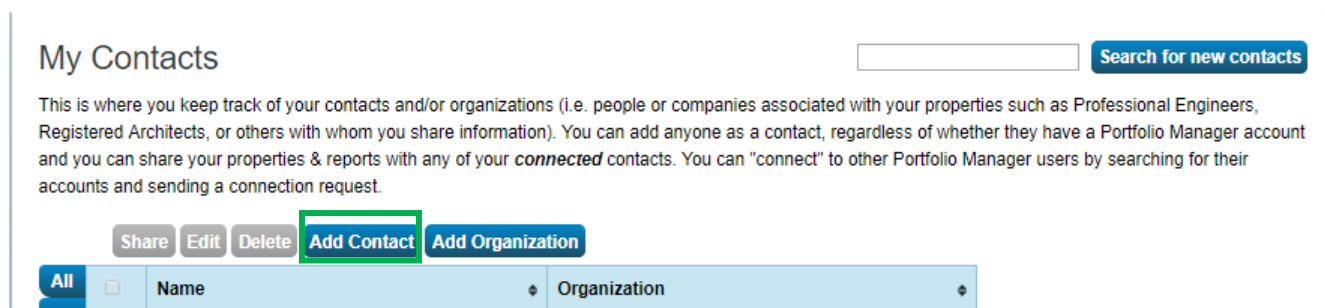 My Contacts
Search for new contacts
This is where you keep track of your contacts and/or organizations (i.e. people or companies associated with your properties such as Professional Engineers,
Registered Architects, or others with whom you share information). You can add anyone as a contact, regardless of whether they have a Portfolio Manager account
and you can share your properties & reports with any of your connected contacts. You can "connect" to other Portfolio Manager users by searching for their
accounts and sending a connection request.
Share Edit Delete Add Contact Add Organization
All Name Organization